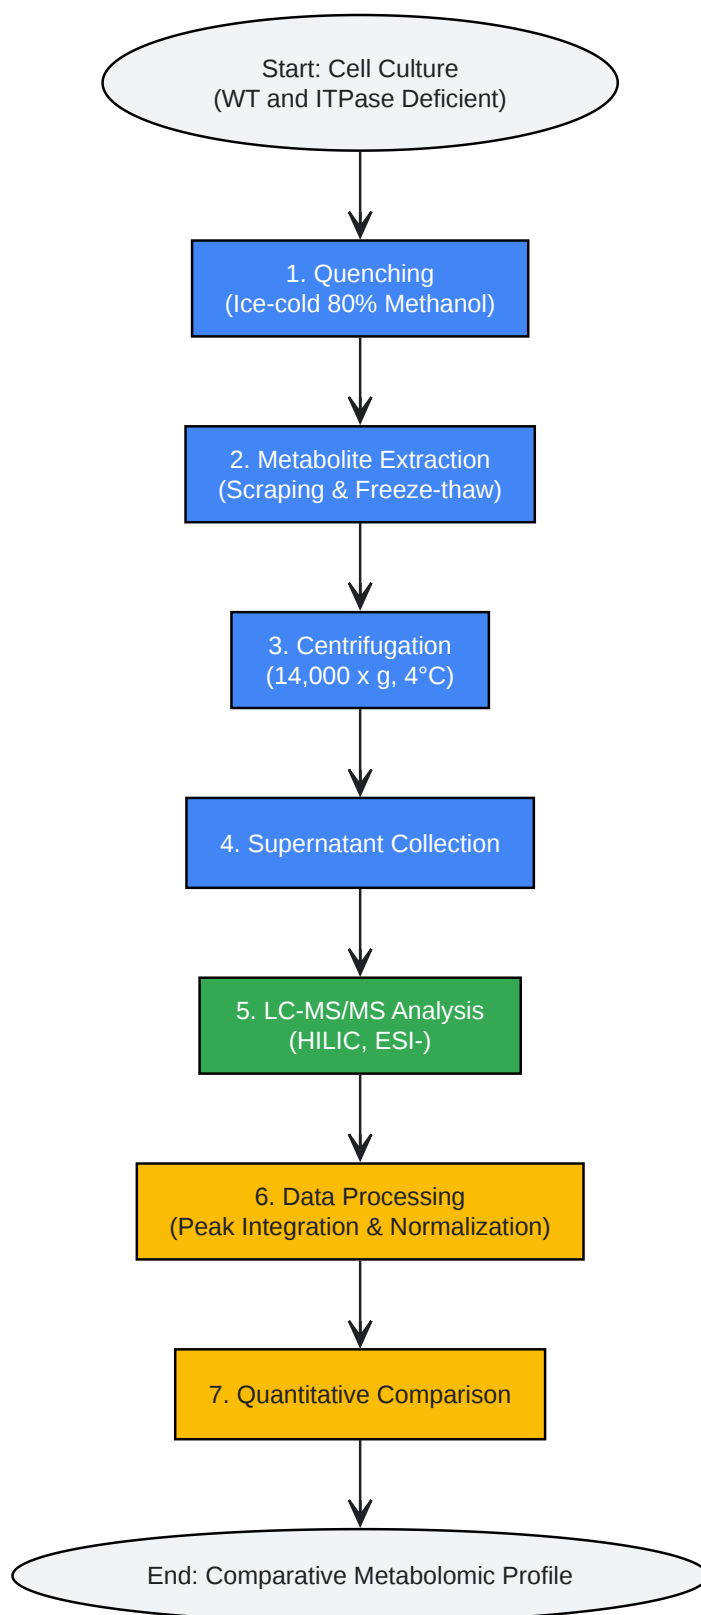 Start: Cell Culture
(WT and ITPase Deficient)
1. Quenching
(Ice-cold 80% Methanol)
2. Metabolite Extraction
(Scraping & Freeze-thaw)
3. Centrifugation
(14,000 x g, 4°C)
4. Supernatant Collection
5. LC-MS/MS Analysis
(HILIC, ESI-)
6. Data Processing
(Peak Integration & Normalization)
7. Quantitative Comparison
End: Comparative Metabolomic Profile